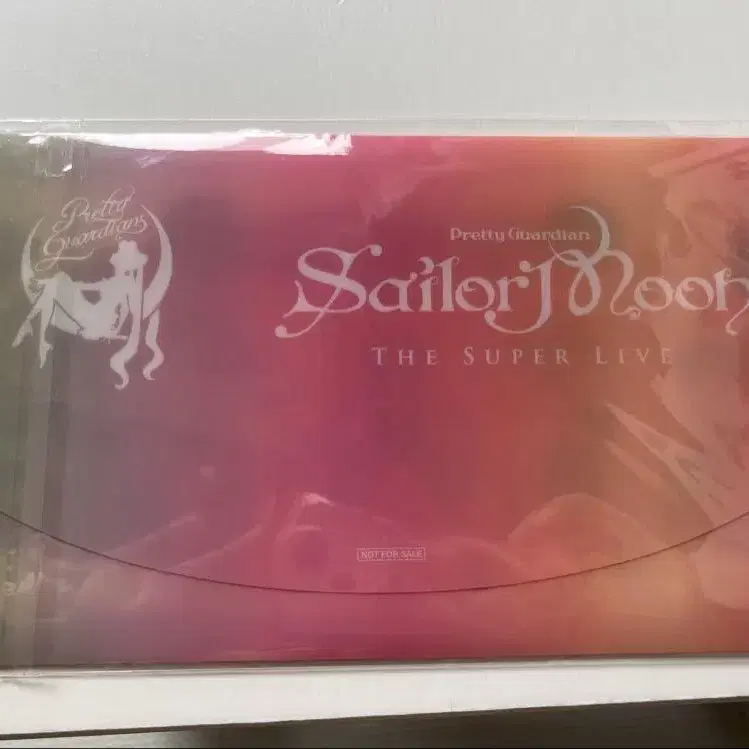 Pretty
Guardians
Pretty Guardian
Sailor Moon
THE SUPER LIVE
NOT FOR SALE